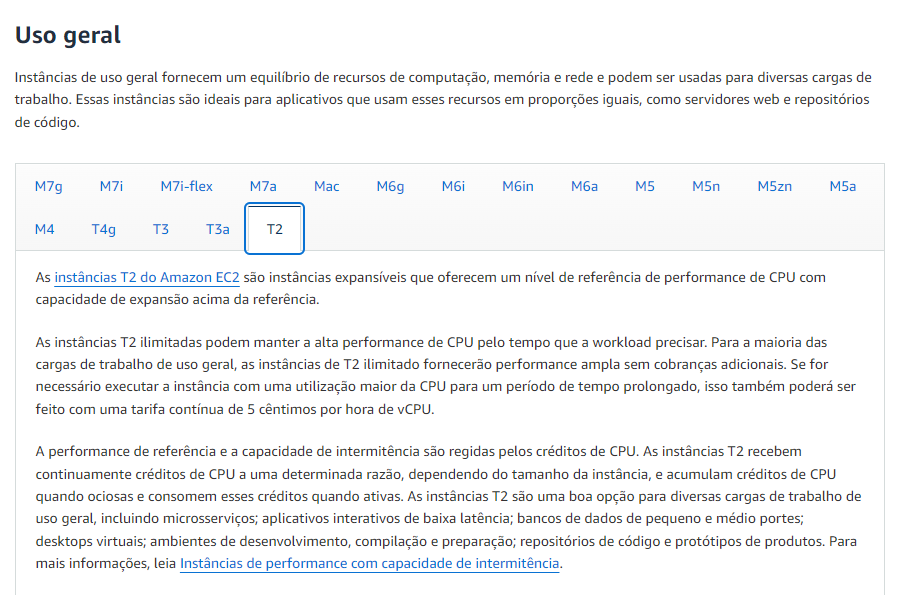 Uso geral
Instâncias de uso geral fornecem um equilíbrio de recursos de computação, memória e rede e podem ser usadas para diversas cargas de
trabalho. Essas instâncias são ideais para aplicativos que usam esses recursos em proporções iguais, como servidores web e repositórios
de código.
M7g M7i M7i-flex M7a Mac M6g M6i M6in M6a M5 M5n M5zn M5a
M4 T4g T3 T3a T2
As instâncias T2 do Amazon EC2 são instâncias expansíveis que oferecem um nível de referência de performance de CPU com
capacidade de expansão acima da referência.
As instâncias T2 ilimitadas podem manter a alta performance de CPU pelo tempo que a workload precisar. Para a maioria das
cargas de trabalho de uso geral, as instâncias de T2 ilimitado fornecerão performance ampla sem cobranças adicionais. Se for
necessário executar a instância com uma utilização maior da CPU para um período de tempo prolongado, isso também poderá ser
feito com uma tarifa contínua de 5 cêntimos por hora de vCPU.
A performance de referência e a capacidade de intermitência são regidas pelos créditos de CPU. As instâncias T2 recebem
continuamente créditos de CPU a uma determinada razão, dependendo do tamanho da instância, e acumulam créditos de CPU
quando ociosas e consomem esses créditos quando ativas. As instâncias T2 são uma boa opção para diversas cargas de trabalho de
uso geral, incluindo microsserviços; aplicativos interativos de baixa latência; bancos de dados de pequeno e médio portes;
desktops virtuais; ambientes de desenvolvimento, compilação e preparação; repositórios de código e protótipos de produtos. Para
mais informações, leia Instâncias de performance com capacidade de intermitência.